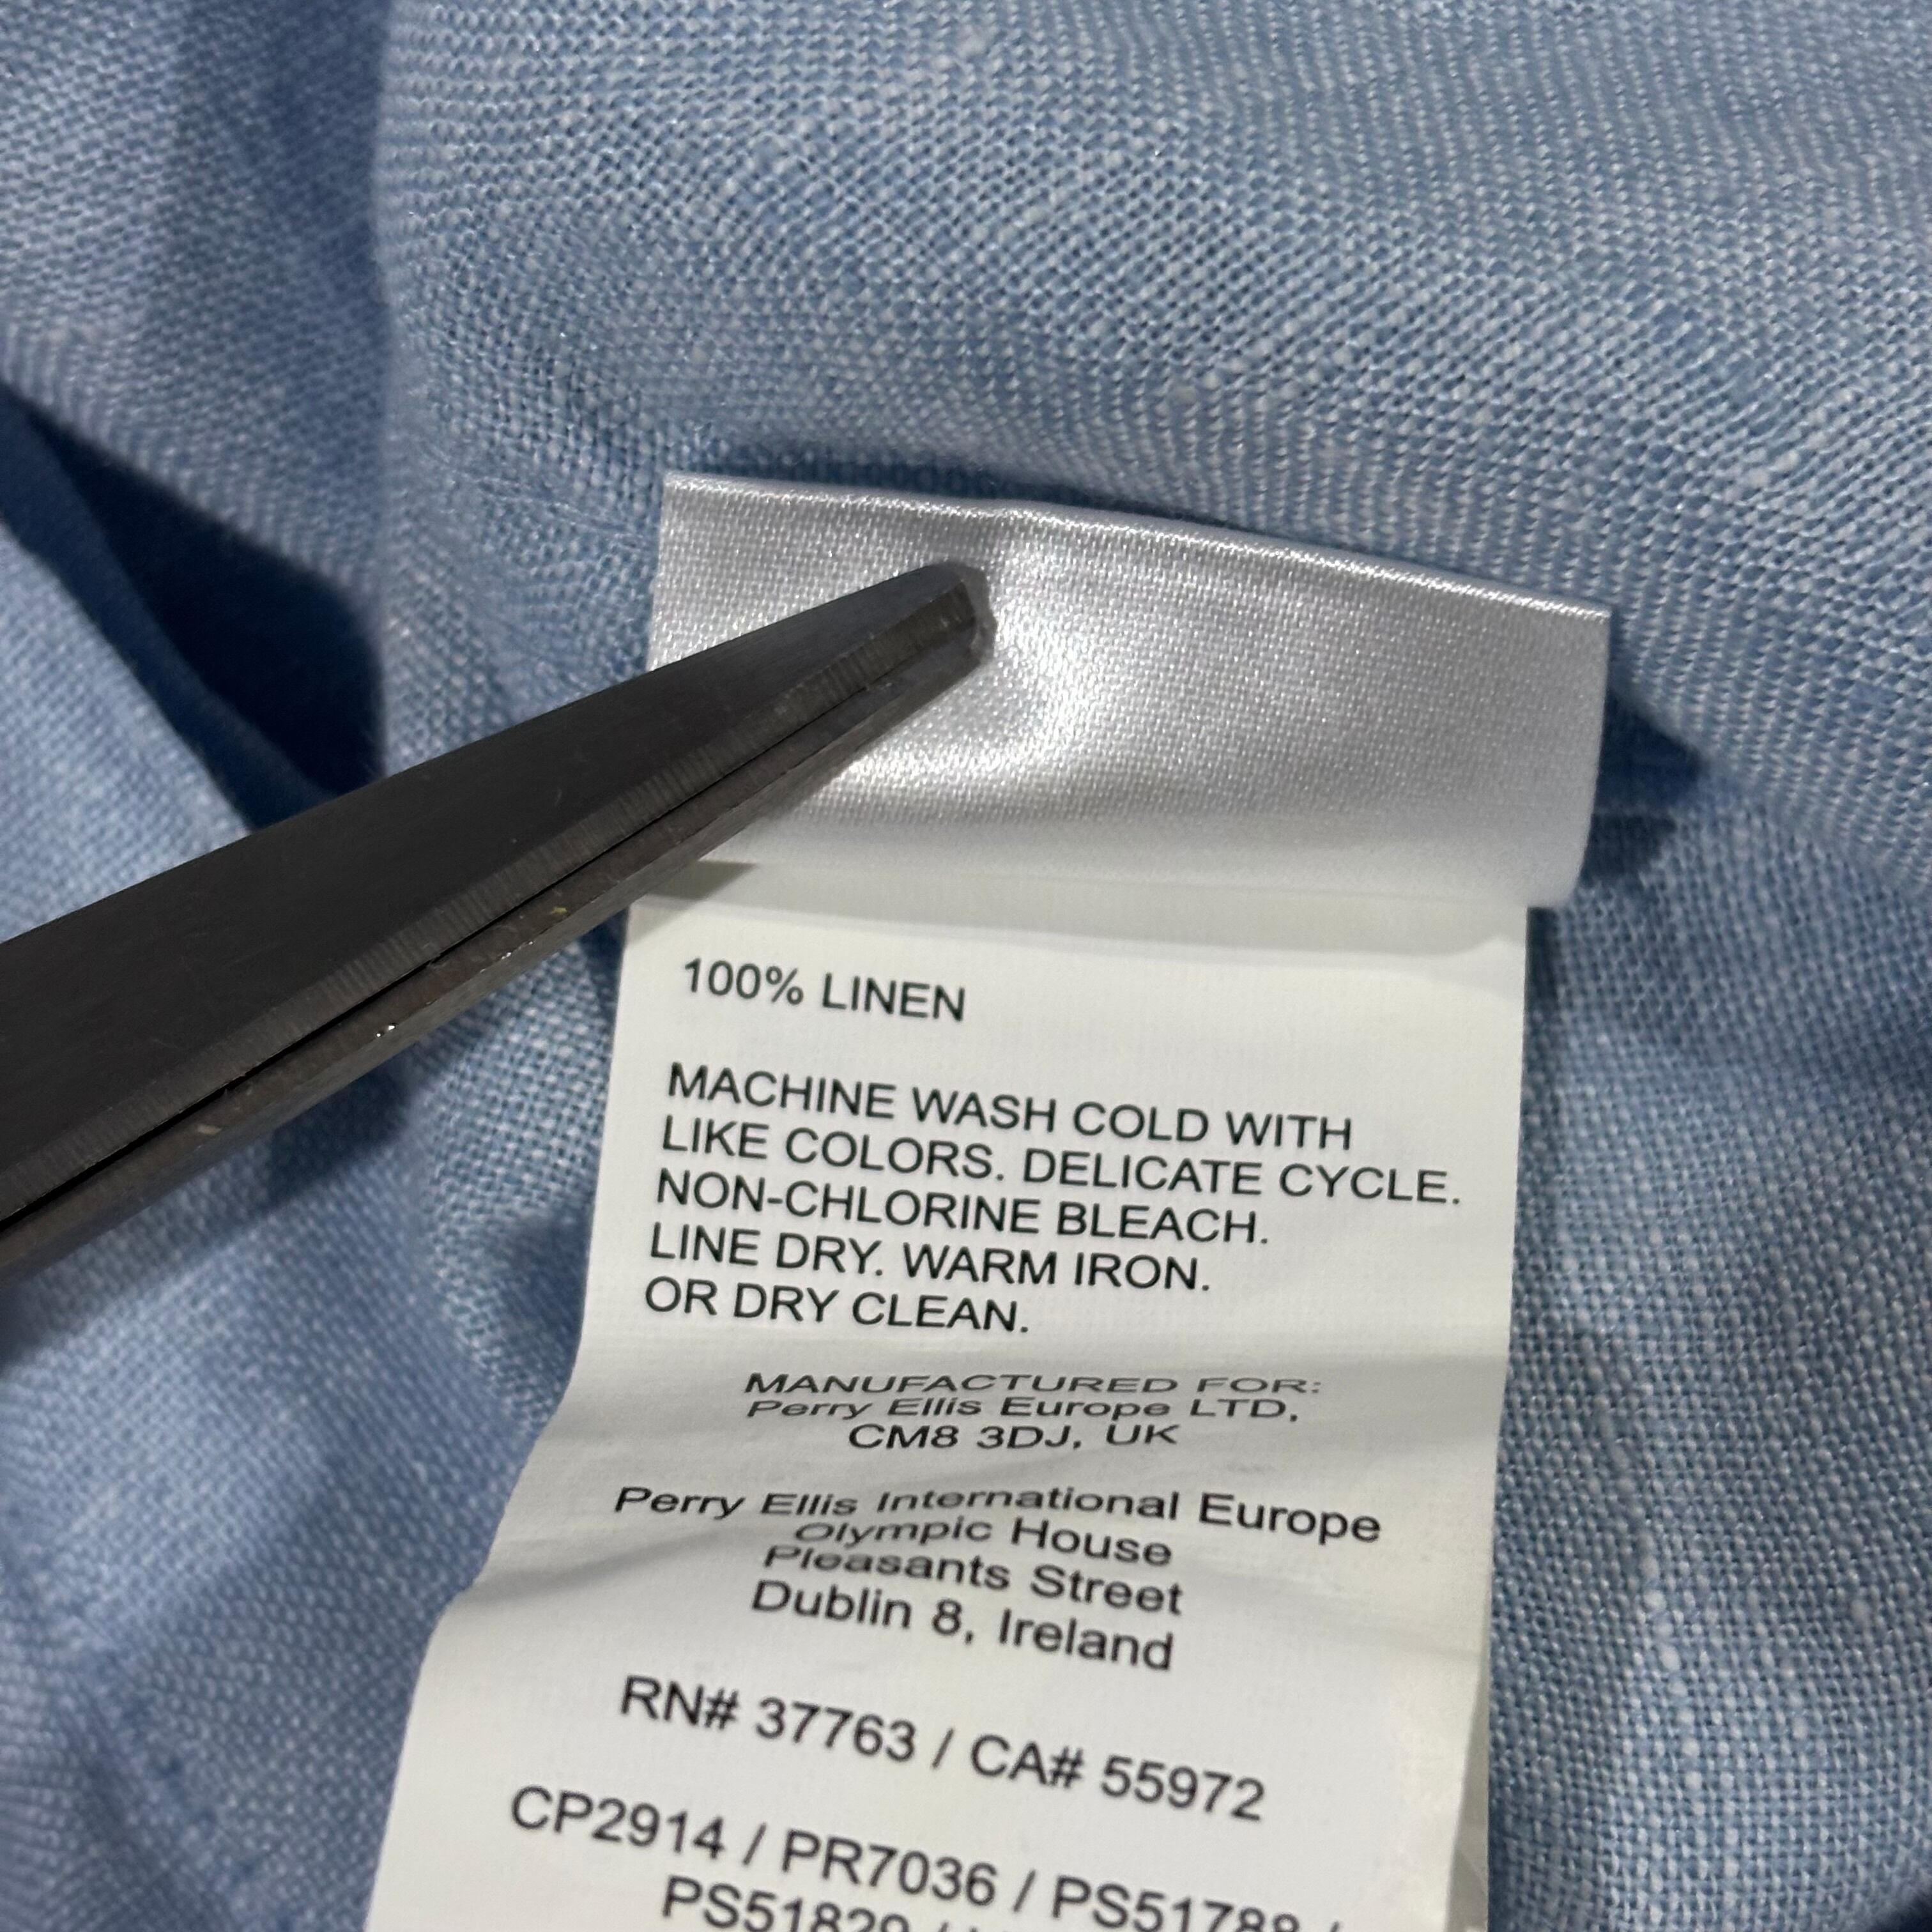 100% LINEN
MACHINE WASH COLD WITH
LIKE COLORS. DELICATE CYCLE.
NON-CHLORINE BLEACH.
LINE DRY. WARM IRON.
OR DRY CLEAN.
MANUFACTURED FOR:
Perry Ellis Europe LTD,
CM8 3DJ, UK
Perry Ellis International Europe
Olympic House
Pleasants Street
Dublin 8, Ireland
RN# 37763 / CA# 55972
CP2914 / PR7036 / PS51788 /
PS51829 /